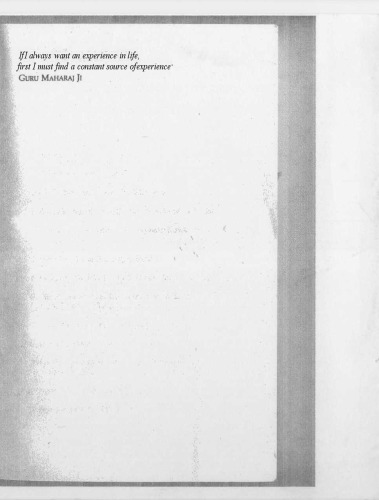 If I always want an experience in life,
first I must find a constant source of experience"
GURU MAHARAJ JI